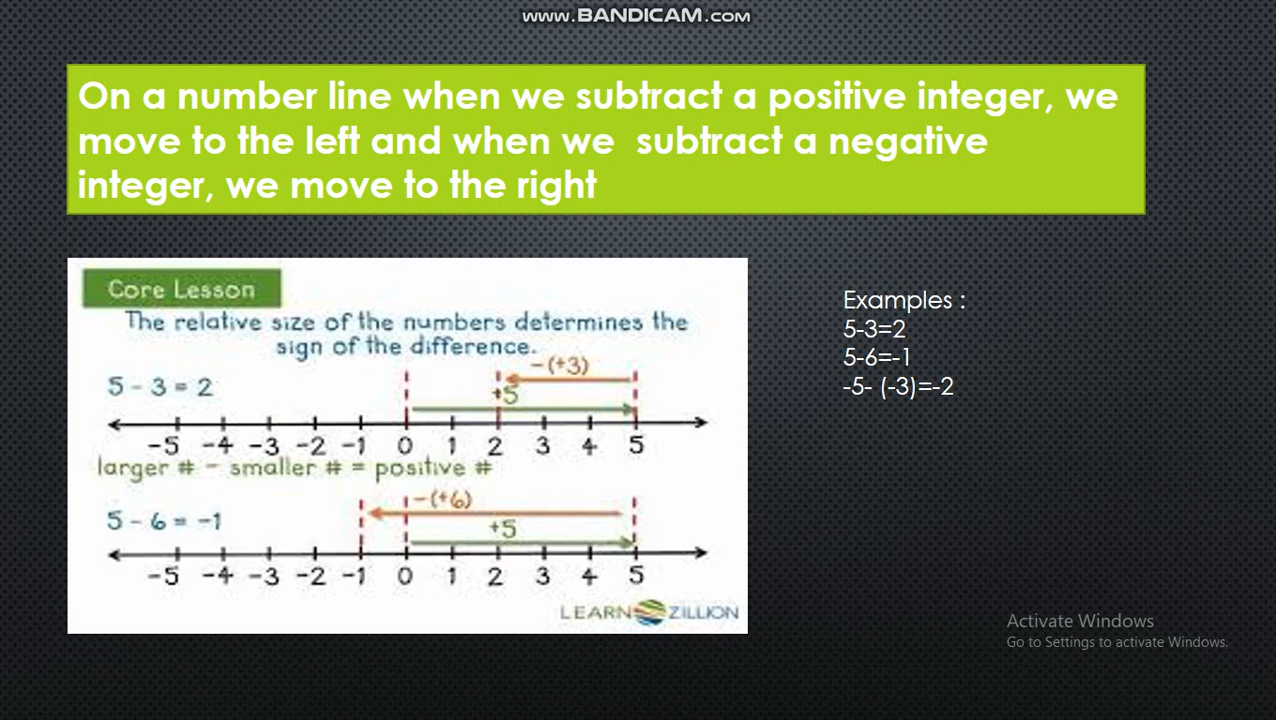 www.BANDICAM.com
On a number line when we subtract a positive integer, we
move to the left and when we subtract a negative
integer, we move to the right
Core Lesson
The relative size of the numbers determines the
sign of the difference.
-(+3)
5 - 3 = 2
+5
-5 -4 -3 -2 -1 0 1 2 3 4 5
larger # - smaller # = positive #
-(+6)
5 - 6 = -1
+5
-5 -4 -3 -2 -1 0 1 2 3 4 5
LEARN ZILLION
Examples :
5-3=2
5-6=-1
-5- (-3)=-2
Activate Windows
Go to Settings to activate Windows.